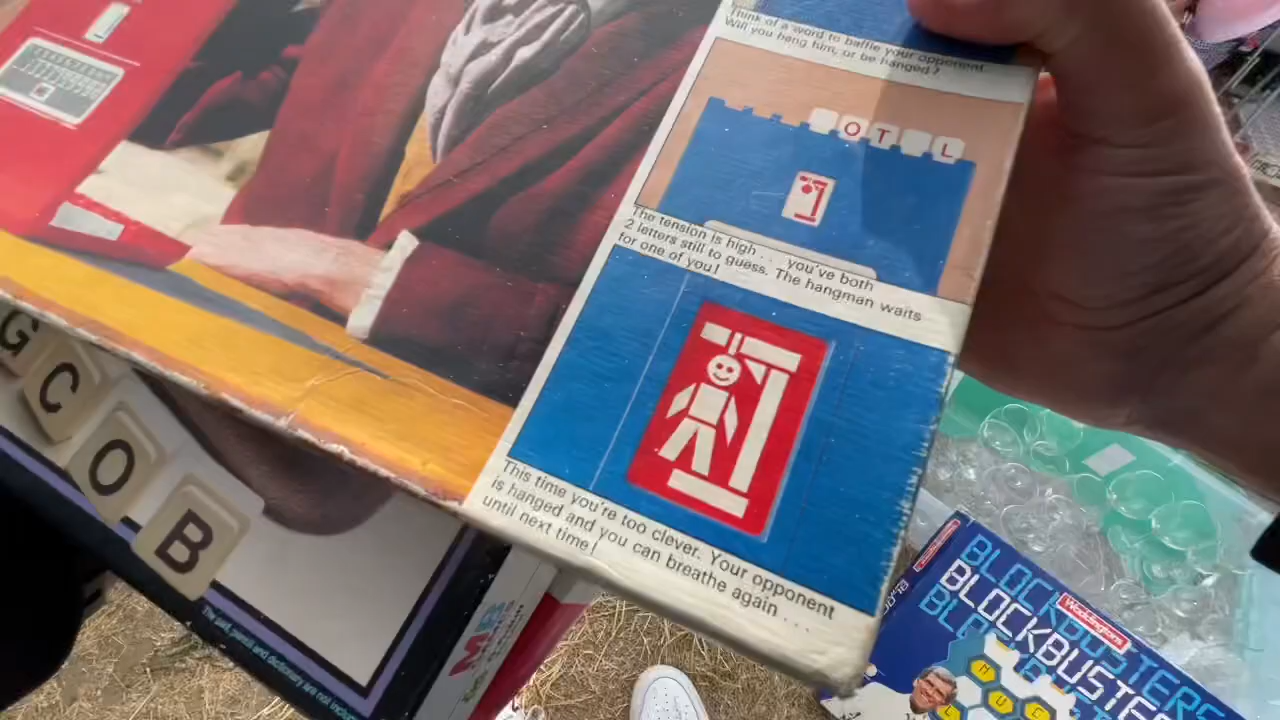 Think of a word to baffle your opponent.
Will you hang him, or be hanged?
O T L
The tension is high . . . you've both
2 letters still to guess. The hangman waits
for one of you!
This time you're too clever. Your opponent
is hanged and you can breathe again . . . .
until next time!
G
C
O
B
MB
Waddingtons
BLOCKBUSTERS
BLOCKBUSTE
M
U
C